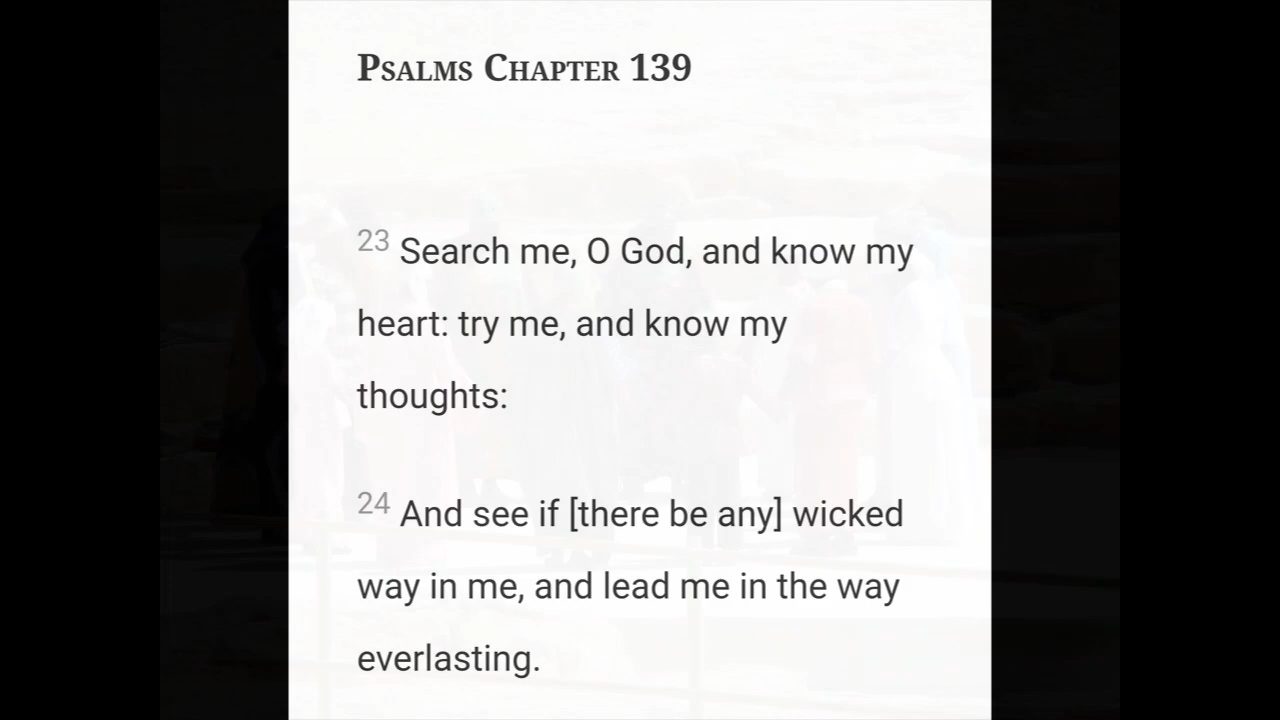 Psalms Chapter 139
23 Search me, O God, and know my
heart: try me, and know my
thoughts:
24 And see if [there be any] wicked
way in me, and lead me in the way
everlasting.